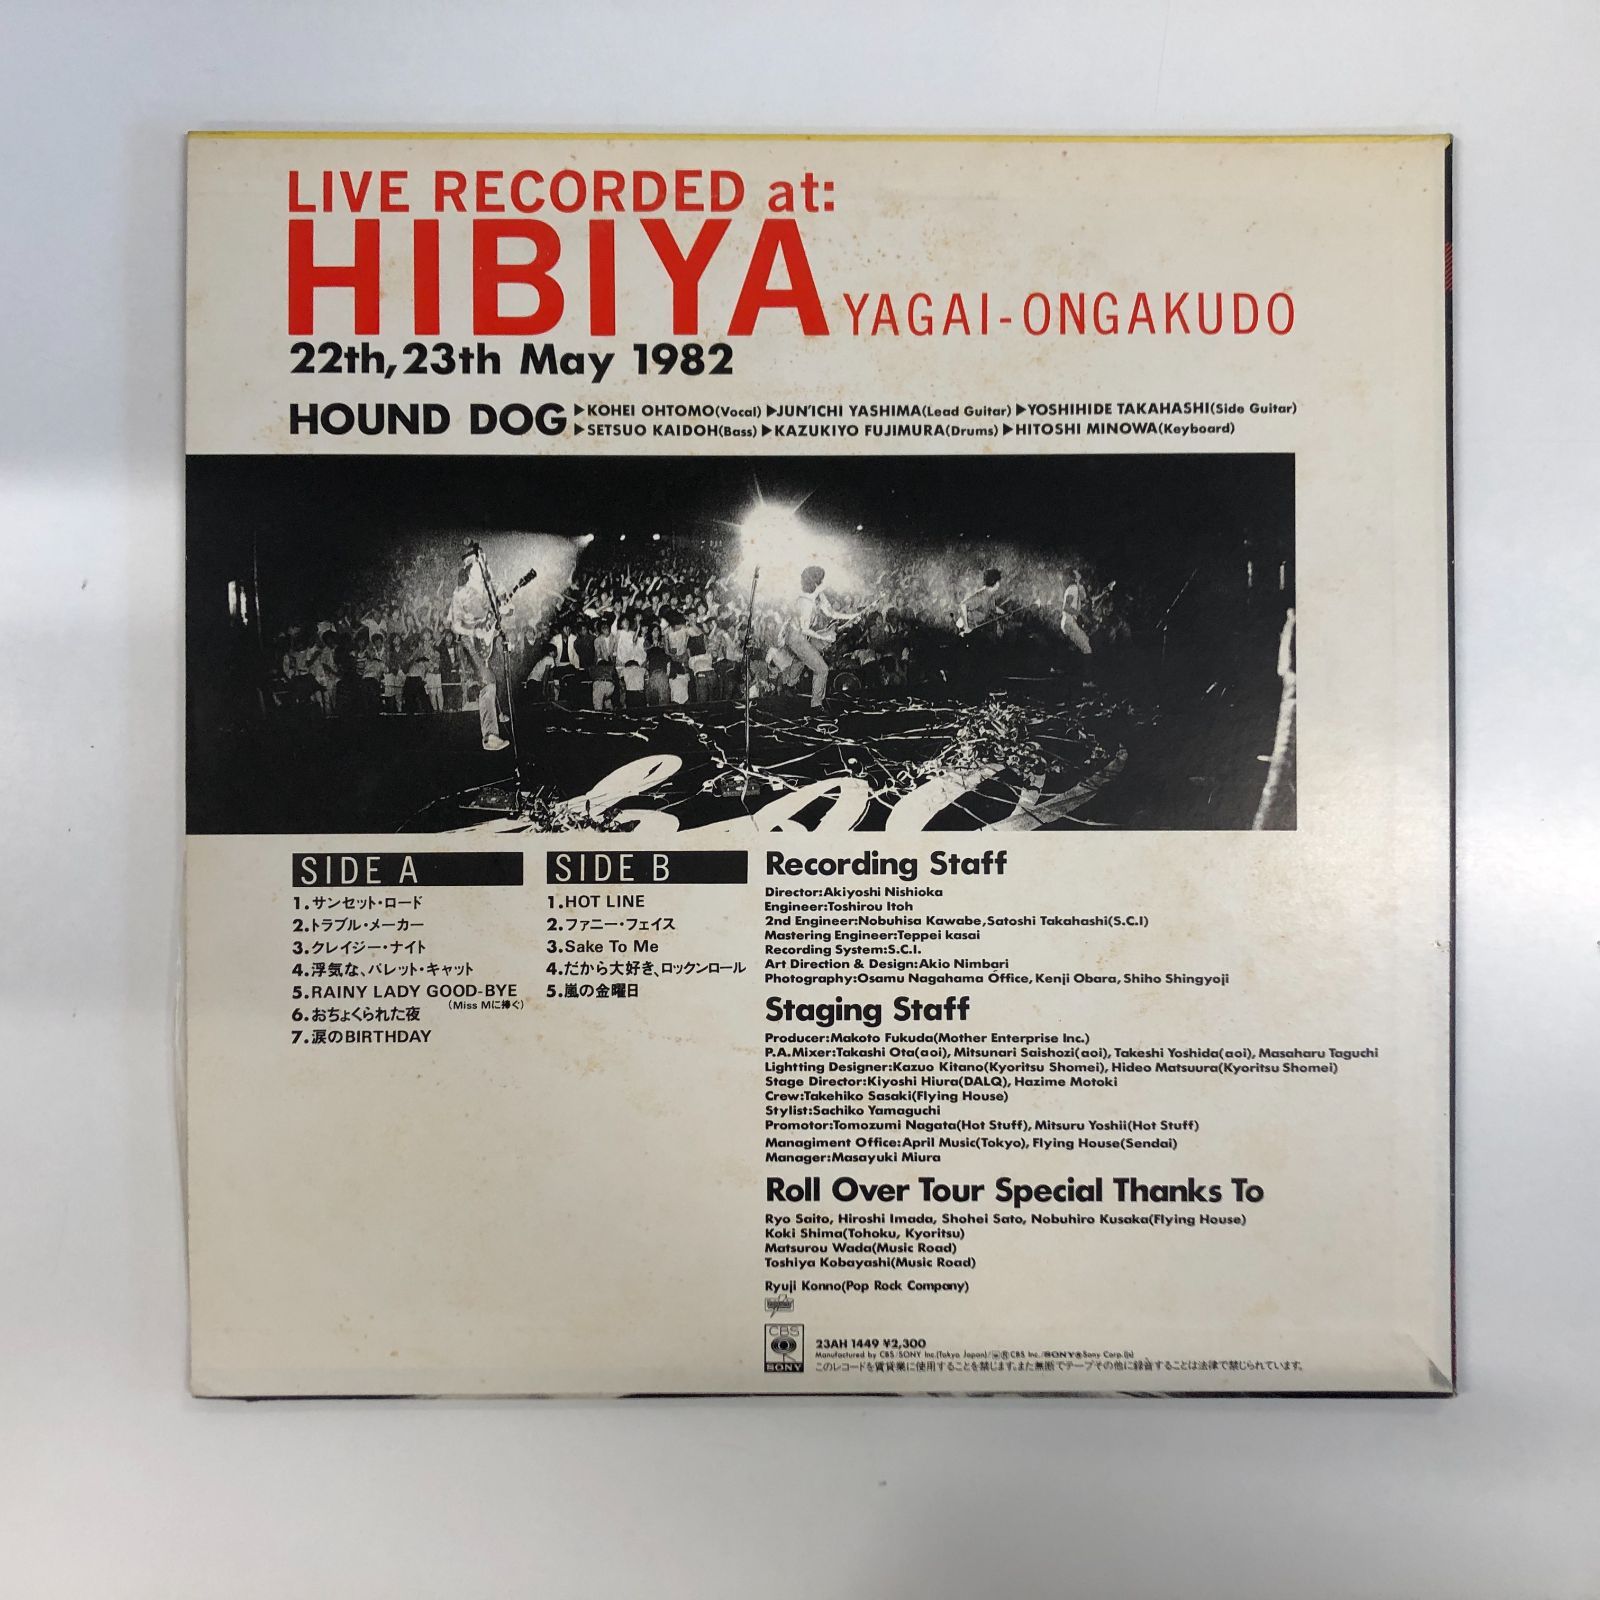 LIVE RECORDED at:
HIBIYA YAGAI-ONGAKUDO
22th, 23th May 1982
HOUND DOG ▶KOHEI OHTOMO(Vocal) ▶JUN'ICHI YASHIMA(Lead Guitar) ▶YOSHIHIDE TAKAHASHI(Side Guitar)
▶SETSUO KAIDOH(Bass) ▶KAZUKIYO FUJIMURA(Drums) ▶HITOSHI MINOWA(Keyboard)
SIDE A
1.サンセット・ロード
2.トラブル・メーカー
3.クレイジー・ナイト
4.浮気な、バレット・キャット
5.RAINY LADY GOOD-BYE
(Miss Mに捧ぐ)
6.おちょくられた夜
7.涙のBIRTHDAY
SIDE B
1.HOT LINE
2.ファニー・フェイス
3.Sake To Me
4.だから大好き、ロックンロール
5.嵐の金曜日
Recording Staff
Director:Akiyoshi Nishioka
Engineer:Toshirou Itoh
2nd Engineer:Nobuhisa Kawabe,Satoshi Takahashi(S.C.I)
Mastering Engineer:Teppei kasai
Recording System:S.C.I.
Art Direction & Design:Akio Nimbari
Photography:Osamu Nagahama Office, Kenji Obara, Shiho Shingyoji
Staging Staff
Producer:Makoto Fukuda(Mother Enterprise Inc.)
P.A.Mixer:Takashi Ota(aoi), Mitsunari Saishozi(aoi), Takeshi Yoshida(aoi), Masaharu Taguchi
Lightting Designer:Kazuo Kitano(Kyoritsu Shomei), Hideo Matsuura(Kyoritsu Shomei)
Stage Director:Kiyoshi Hiura(DALQ), Hazime Motoki
Crew:Takehiko Sasaki(Flying House)
Stylist:Sachiko Yamaguchi
Promotor:Tomozumi Nagata(Hot Stuff), Mitsuru Yoshii(Hot Stuff)
Managiment Office:April Music(Tokyo), Flying House(Sendai)
Manager:Masayuki Miura
Roll Over Tour Special Thanks To
Ryo Saito, Hiroshi Imada, Shohei Sato, Nobuhiro Kusaka(Flying House)
Koki Shima(Tohoku, Kyoritsu)
Matsurou Wada(Music Road)
Toshiya Kobayashi(Music Road)
Ryuji Konno(Pop Rock Company)
CBS
SONY
23AH 1449 ¥2,300
Manufactured by CBS/SONY Inc.(Tokyo Japan)/ CBS Inc./SONY®Sony Corp.
このレコードを賃貸業に使用することを禁じます。また無断でテープその他に録音することは法律で禁じられています。